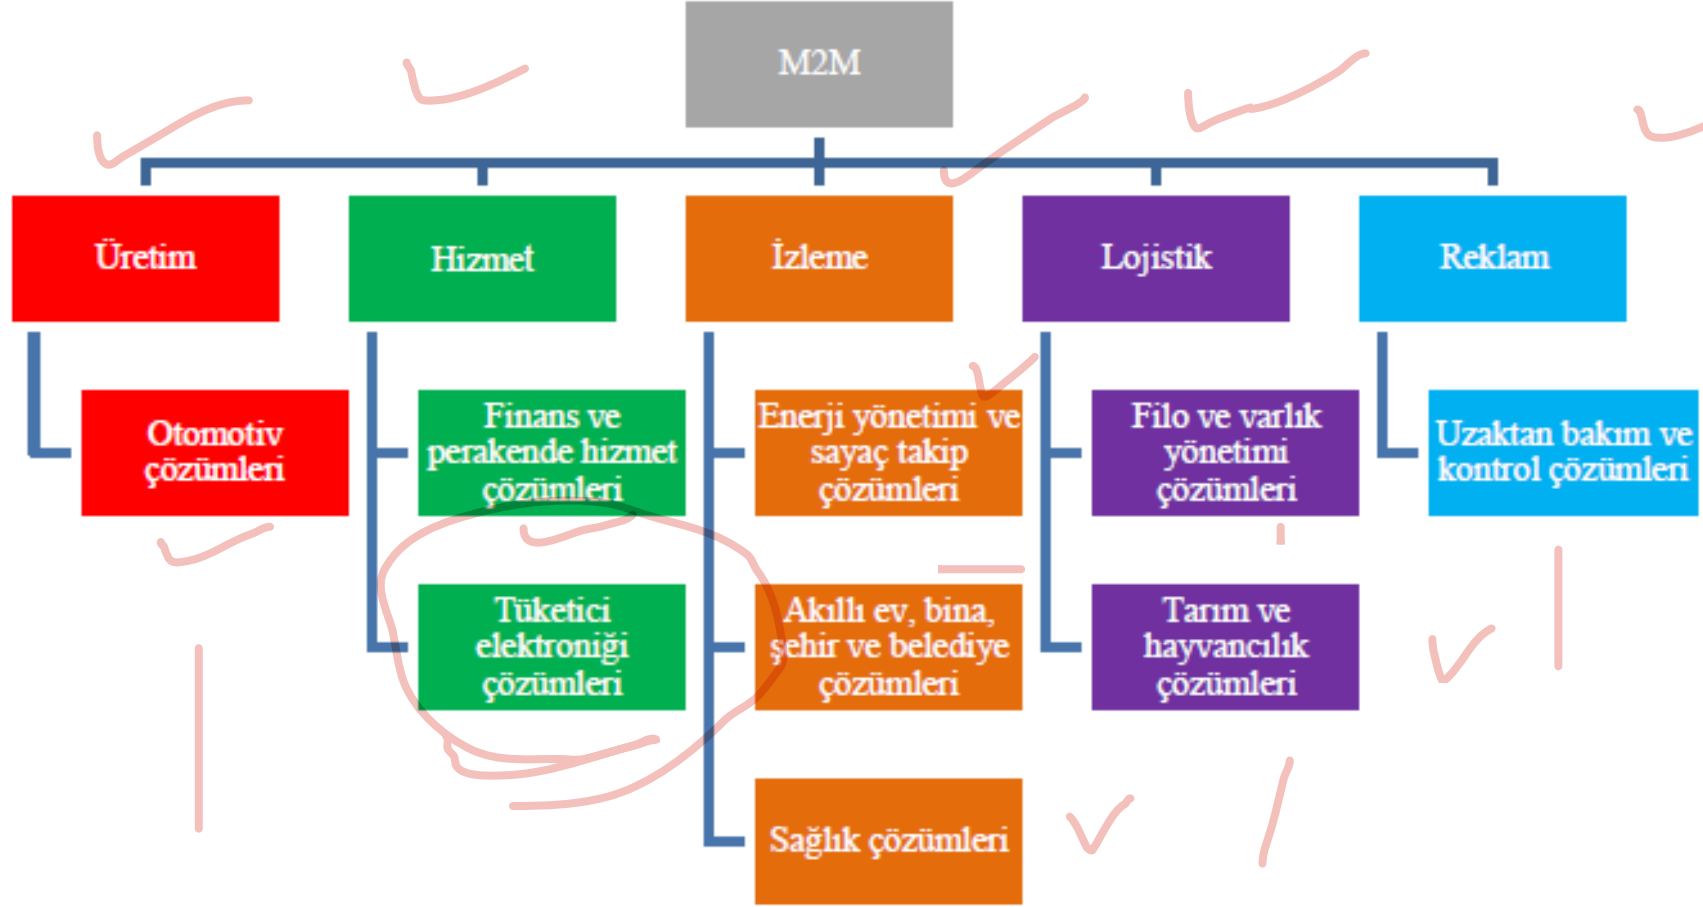 M2M
Üretim
Hizmet
İzleme
Lojistik
Reklam
Otomotiv
çözümleri
Finans ve
perakende hizmet
çözümleri
Enerji yönetimi ve
sayaç takip
çözümleri
Filo ve varlık
yönetimi
çözümleri
Uzaktan bakım ve
kontrol çözümleri
Tüketici
elektroniği
çözümleri
Akıllı ev, bina,
şehir ve belediye
çözümleri
Tarım ve
hayvancılık
çözümleri
Sağlık çözümleri